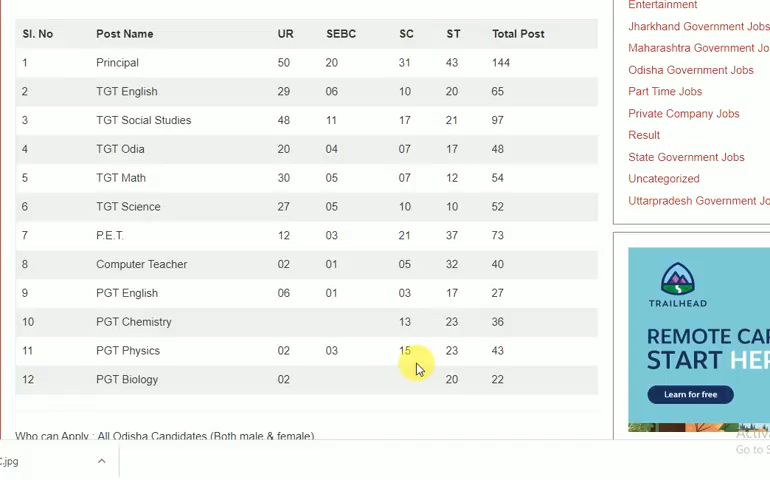 Entertainment
Sl. No Post Name UR SEBC SC ST Total Post
1 Principal 50 20 31 43 144
2 TGT English 29 06 10 20 65
3 TGT Social Studies 48 11 17 21 97
4 TGT Odia 20 04 07 17 48
5 TGT Math 30 05 07 12 54
6 TGT Science 27 05 10 10 52
7 P.E.T. 12 03 21 37 73
8 Computer Teacher 02 01 05 32 40
9 PGT English 06 01 03 17 27
10 PGT Chemistry 13 23 36
11 PGT Physics 02 03 15 23 43
12 PGT Biology 02 20 22
Who can Apply : All Odisha Candidates (Both male & female)
Jharkhand Government Jobs
Maharashtra Government Jo
Odisha Government Jobs
Part Time Jobs
Private Company Jobs
Result
State Government Jobs
Uncategorized
Uttarpradesh Government Jo
TRAILHEAD
REMOTE CAR
START HER
Learn for free
Activa
Go to S
C.jpg